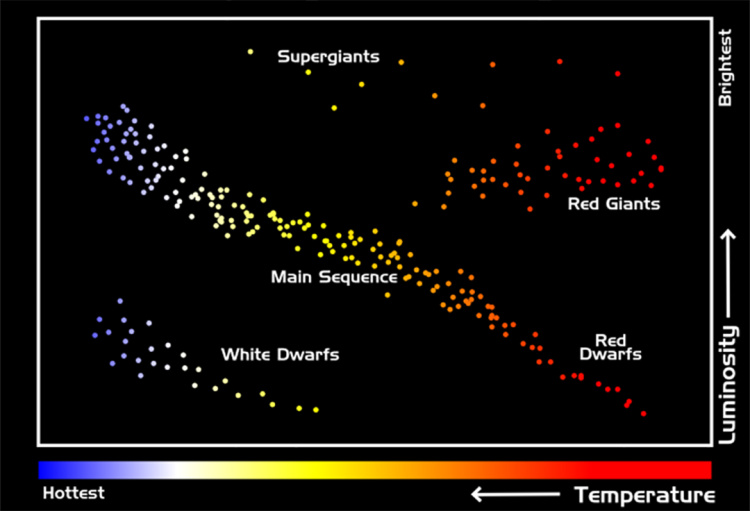 Supergiants
Brightest
Red Giants
Main Sequence
White Dwarfs
Red
Dwarfs
Luminosity
Hottest
Temperature